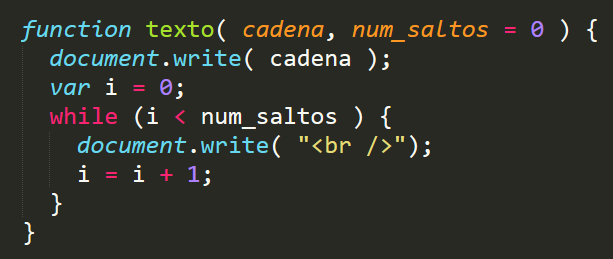 function texto( cadena, num_saltos = 0 ) {
document.write( cadena );
var i = 0;
while (i < num_saltos ) {
document.write( "<br />");
i = i + 1;
}
}